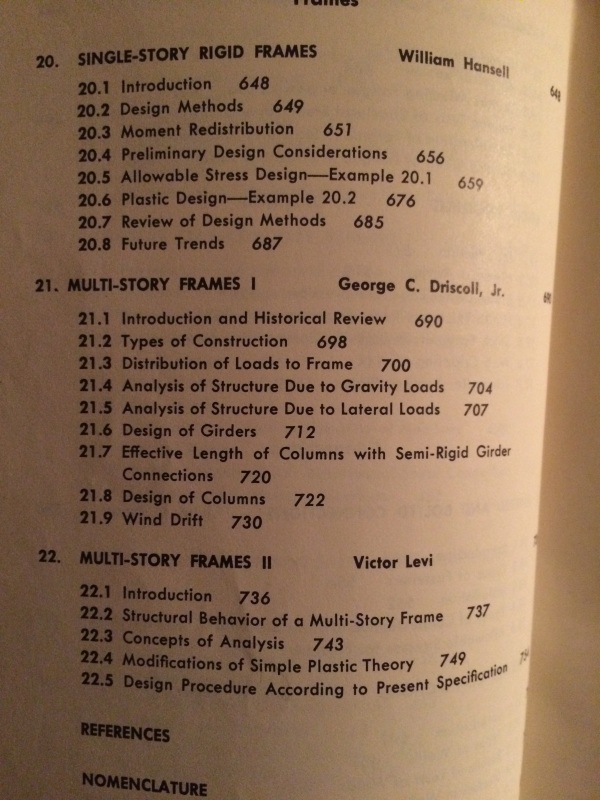 Frames
20. SINGLE-STORY RIGID FRAMES William Hansell 648
20.1 Introduction 648
20.2 Design Methods 649
20.3 Moment Redistribution 651
20.4 Preliminary Design Considerations 656
20.5 Allowable Stress Design—Example 20.1 659
20.6 Plastic Design—Example 20.2 676
20.7 Review of Design Methods 685
20.8 Future Trends 687
21. MULTI-STORY FRAMES I George C. Driscoll, Jr.
21.1 Introduction and Historical Review 690
21.2 Types of Construction 698
21.3 Distribution of Loads to Frame 700
21.4 Analysis of Structure Due to Gravity Loads 704
21.5 Analysis of Structure Due to Lateral Loads 707
21.6 Design of Girders 712
21.7 Effective Length of Columns with Semi-Rigid Girder
Connections 720
21.8 Design of Columns 722
21.9 Wind Drift 730
22. MULTI-STORY FRAMES II Victor Levi
22.1 Introduction 736
22.2 Structural Behavior of a Multi-Story Frame 737
22.3 Concepts of Analysis 743
22.4 Modifications of Simple Plastic Theory 749
22.5 Design Procedure According to Present Specification
REFERENCES
NOMENCLATURE